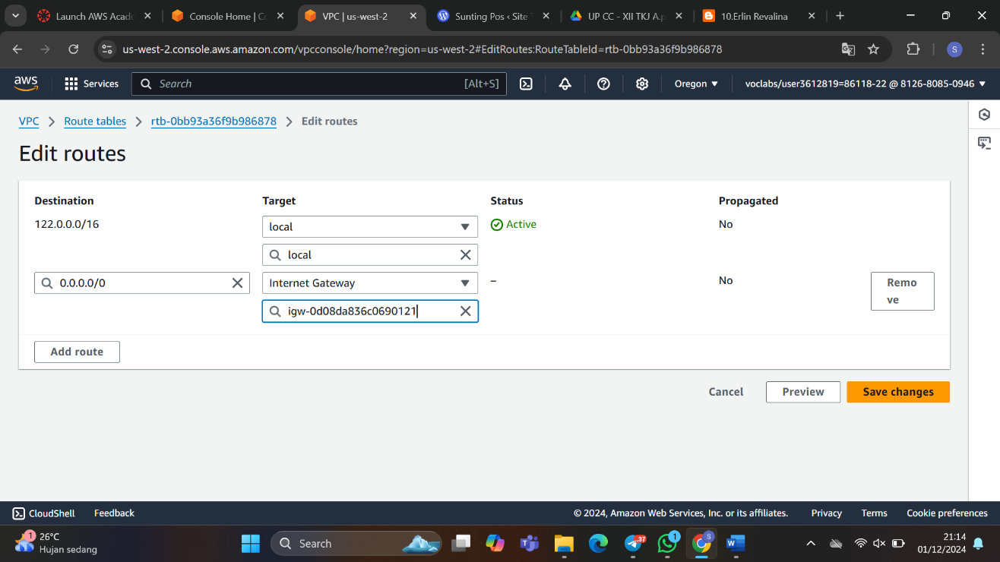 Launch AWS Acade
Console Home | Co
VPC | us-west-2
Sunting Pos ‹ Site T
UP CC - XII TKJ A.p
10.Erlin Revalina
us-west-2.console.aws.amazon.com/vpcconsole/home?region=us-west-2#EditRoutes:RouteTableId=rtb-0bb93a36f9b986878
S
aws
Services
Search
[Alt+S]
Oregon
voclabs/user3612819=86118-22 @ 8126-8085-0946
VPC
Route tables
rtb-0bb93a36f9b986878
Edit routes
Edit routes
Destination
Target
Status
Propagated
122.0.0.0/16
local
Active
No
local
0.0.0.0/0
Internet Gateway
–
No
Remo
ve
igw-0d08da836c0690121
Add route
Cancel
Preview
Save changes
CloudShell
Feedback
© 2024, Amazon Web Services, Inc. or its affiliates.
Privacy
Terms
Cookie preferences
1
26°C
Hujan sedang
Search
37
1
S
21:14
01/12/2024